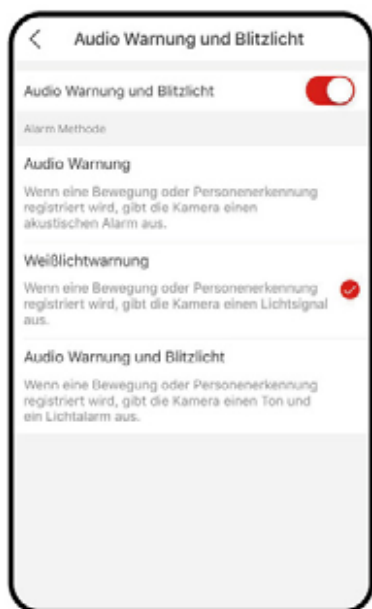 Audio Warnung und Blitzlicht
Audio Warnung und Blitzlicht
Alarm Methode
Audio Warnung
Wenn eine Bewegung oder Personenerkennung
registriert wird, gibt die Kamera einen
akustischen Alarm aus.
Weißlichtwarnung
Wenn eine Bewegung oder Personenerkennung
registriert wird, gibt die Kamera einen Lichtsignal
aus.
Audio Warnung und Blitzlicht
Wenn eine Bewegung oder Personenerkennung
registriert wird, gibt die Kamera einen Ton und
ein Lichtalarm aus.